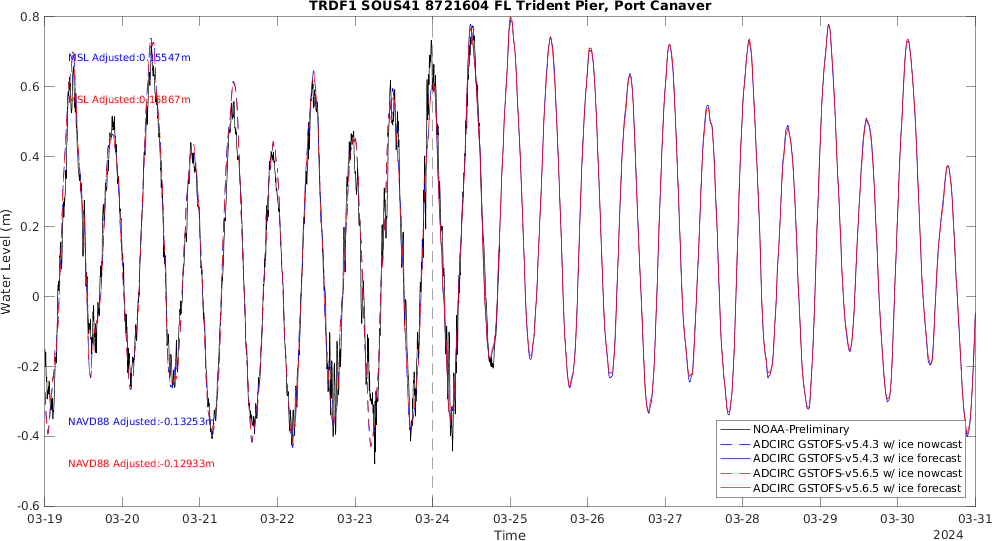 TRDF1 SOUS41 8721604 FL Trident Pier, Port Canaver
0.8
0.6
0.4
0.2
0
-0.2
-0.4
-0.6
Water Level (m)
MSL Adjusted:0.15547m
MSL Adjusted:0.16867m
NAVD88 Adjusted:-0.13253m
NAVD88 Adjusted:-0.12933m
NOAA-Preliminary
ADCIRC GSTOFS-v5.4.3 w/ ice nowcast
ADCIRC GSTOFS-v5.4.3 w/ ice forecast
ADCIRC GSTOFS-v5.6.5 w/ ice nowcast
ADCIRC GSTOFS-v5.6.5 w/ ice forecast
03-19 03-20 03-21 03-22 03-23 03-24 03-25 03-26 03-27 03-28 03-29 03-30 03-31
Time
2024